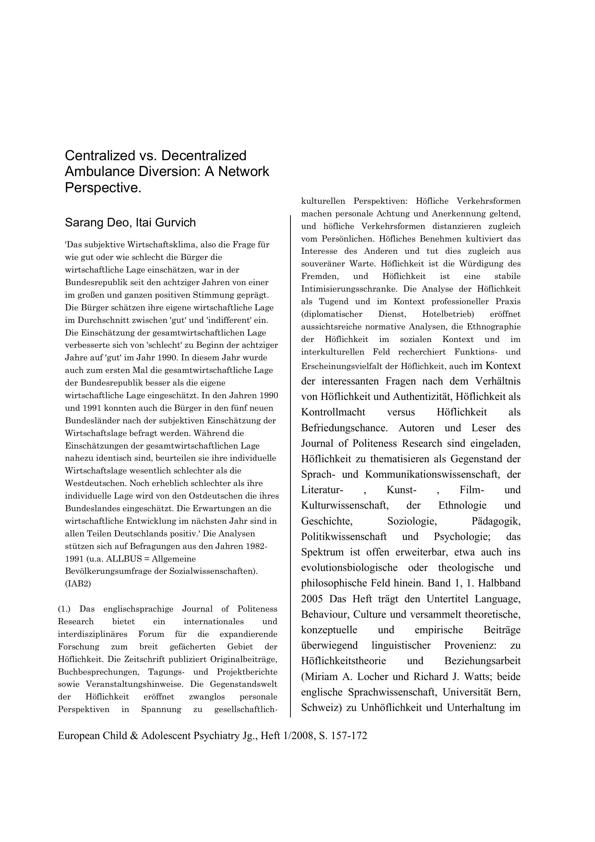 Centralized vs. Decentralized
Ambulance Diversion: A Network
Perspective.
Sarang Deo, Itai Gurvich
'Das subjektive Wirtschaftsklima, also die Frage für
wie gut oder wie schlecht die Bürger die
wirtschaftliche Lage einschätzen, war in der
Bundesrepublik seit den achtziger Jahren von einer
im großen und ganzen positiven Stimmung geprägt.
Die Bürger schätzen ihre eigene wirtschaftliche Lage
im Durchschnitt zwischen 'gut' und 'indifferent' ein.
Die Einschätzung der gesamtwirtschaftlichen Lage
verbesserte sich von 'schlecht' zu Beginn der achtziger
Jahre auf 'gut' im Jahr 1990. In diesem Jahr wurde
auch zum ersten Mal die gesamtwirtschaftliche Lage
der Bundesrepublik besser als die eigene
wirtschaftliche Lage eingeschätzt. In den Jahren 1990
und 1991 konnten auch die Bürger in den fünf neuen
Bundesländer nach der subjektiven Einschätzung der
Wirtschaftslage befragt werden. Während die
Einschätzungen der gesamtwirtschaftlichen Lage
nahezu identisch sind, beurteilen sie ihre individuelle
Wirtschaftslage wesentlich schlechter als die
Westdeutschen. Noch erheblich schlechter als ihre
individuelle Lage wird von den Ostdeutschen die ihres
Bundeslandes eingeschätzt. Die Erwartungen an die
wirtschaftliche Entwicklung im nächsten Jahr sind in
allen Teilen Deutschlands positiv.' Die Analysen
stützen sich auf Befragungen aus den Jahren 1982-
1991 (u.a. ALLBUS = Allgemeine
Bevölkerungsumfrage der Sozialwissenschaften).
(IAB2)
(1.) Das englischsprachige Journal of Politeness
Research bietet ein internationales und
interdisziplinäres Forum für die expandierende
Forschung zum breit gefächerten Gebiet der
Höflichkeit. Die Zeitschrift publiziert Originalbeiträge,
Buchbesprechungen, Tagungs- und Projektberichte
sowie Veranstaltungshinweise. Die Gegenstandswelt
der Höflichkeit eröffnet zwanglos personale
Perspektiven in Spannung zu gesellschaftlich-
kulturellen Perspektiven: Höfliche Verkehrsformen
machen personale Achtung und Anerkennung geltend,
und höfliche Verkehrsformen distanzieren zugleich
vom Persönlichen. Höfliches Benehmen kultiviert das
Interesse des Anderen und tut dies zugleich aus
souveräner Warte. Höflichkeit ist die Würdigung des
Fremden, und Höflichkeit ist eine stabile
Intimisierungsschranke. Die Analyse der Höflichkeit
als Tugend und im Kontext professioneller Praxis
(diplomatischer Dienst, Hotelbetrieb) eröffnet
aussichtsreiche normative Analysen, die Ethnographie
der Höflichkeit im sozialen Kontext und im
interkulturellen Feld recherchiert Funktions- und
Erscheinungsvielfalt der Höflichkeit, auch im Kontext
der interessanten Fragen nach dem Verhältnis
von Höflichkeit und Authentizität, Höflichkeit als
Kontrollmacht versus Höflichkeit als
Befriedungschance. Autoren und Leser des
Journal of Politeness Research sind eingeladen,
Höflichkeit zu thematisieren als Gegenstand der
Sprach- und Kommunikationswissenschaft, der
Literatur- , Kunst- , Film- und
Kulturwissenschaft, der Ethnologie und
Geschichte, Soziologie, Pädagogik,
Politikwissenschaft und Psychologie; das
Spektrum ist offen erweiterbar, etwa auch ins
evolutionsbiologische oder theologische und
philosophische Feld hinein. Band 1, 1. Halbband
2005 Das Heft trägt den Untertitel Language,
Behaviour, Culture und versammelt theoretische,
konzeptuelle und empirische Beiträge
überwiegend linguistischer Provenienz: zu
Höflichkeitstheorie und Beziehungsarbeit
(Miriam A. Locher und Richard J. Watts; beide
englische Sprachwissenschaft, Universität Bern,
Schweiz) zu Unhöflichkeit und Unterhaltung im
European Child & Adolescent Psychiatry Jg., Heft 1/2008, S. 157-172